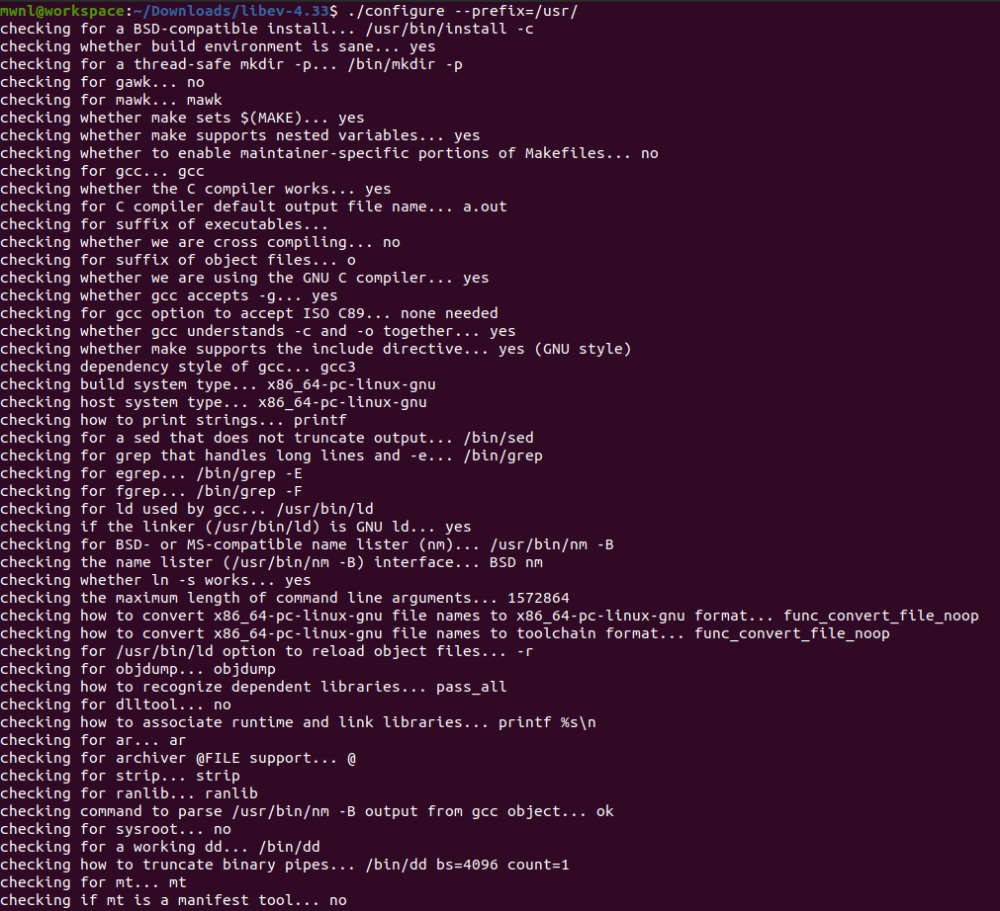 mwnl@workspace:~/Downloads/libev-4.33$ ./configure --prefix=/usr/
checking for a BSD-compatible install... /usr/bin/install -c
checking whether build environment is sane... yes
checking for a thread-safe mkdir -p... /bin/mkdir -p
checking for gawk... no
checking for mawk... mawk
checking whether make sets $(MAKE)... yes
checking whether make supports nested variables... yes
checking whether to enable maintainer-specific portions of Makefiles... no
checking for gcc... gcc
checking whether the C compiler works... yes
checking for C compiler default output file name... a.out
checking for suffix of executables...
checking whether we are cross compiling... no
checking for suffix of object files... o
checking whether we are using the GNU C compiler... yes
checking whether gcc accepts -g... yes
checking for gcc option to accept ISO C89... none needed
checking whether gcc understands -c and -o together... yes
checking whether make supports the include directive... yes (GNU style)
checking dependency style of gcc... gcc3
checking build system type... x86_64-pc-linux-gnu
checking host system type... x86_64-pc-linux-gnu
checking how to print strings... printf
checking for a sed that does not truncate output... /bin/sed
checking for grep that handles long lines and -e... /bin/grep
checking for egrep... /bin/grep -E
checking for fgrep... /bin/grep -F
checking for ld used by gcc... /usr/bin/ld
checking if the linker (/usr/bin/ld) is GNU ld... yes
checking for BSD- or MS-compatible name lister (nm)... /usr/bin/nm -B
checking the name lister (/usr/bin/nm -B) interface... BSD nm
checking whether ln -s works... yes
checking the maximum length of command line arguments... 1572864
checking how to convert x86_64-pc-linux-gnu file names to x86_64-pc-linux-gnu format... func_convert_file_noop
checking how to convert x86_64-pc-linux-gnu file names to toolchain format... func_convert_file_noop
checking for /usr/bin/ld option to reload object files... -r
checking for objdump... objdump
checking how to recognize dependent libraries... pass_all
checking for dlltool... no
checking how to associate runtime and link libraries... printf %s\n
checking for ar... ar
checking for archiver @FILE support... @
checking for strip... strip
checking for ranlib... ranlib
checking command to parse /usr/bin/nm -B output from gcc object... ok
checking for sysroot... no
checking for a working dd... /bin/dd
checking how to truncate binary pipes... /bin/dd bs=4096 count=1
checking for mt... mt
checking if mt is a manifest tool... no